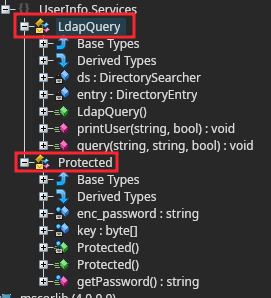 UserInfo.Services
LdapQuery
Base Types
Derived Types
ds : DirectorySearcher
entry : DirectoryEntry
LdapQuery()
printUser(string, bool) : void
query(string, string, bool) : void
Protected
Base Types
Derived Types
enc_password : string
key : byte[]
Protected()
Protected()
getPassword() : string
mscorlib (4.0.0.0)